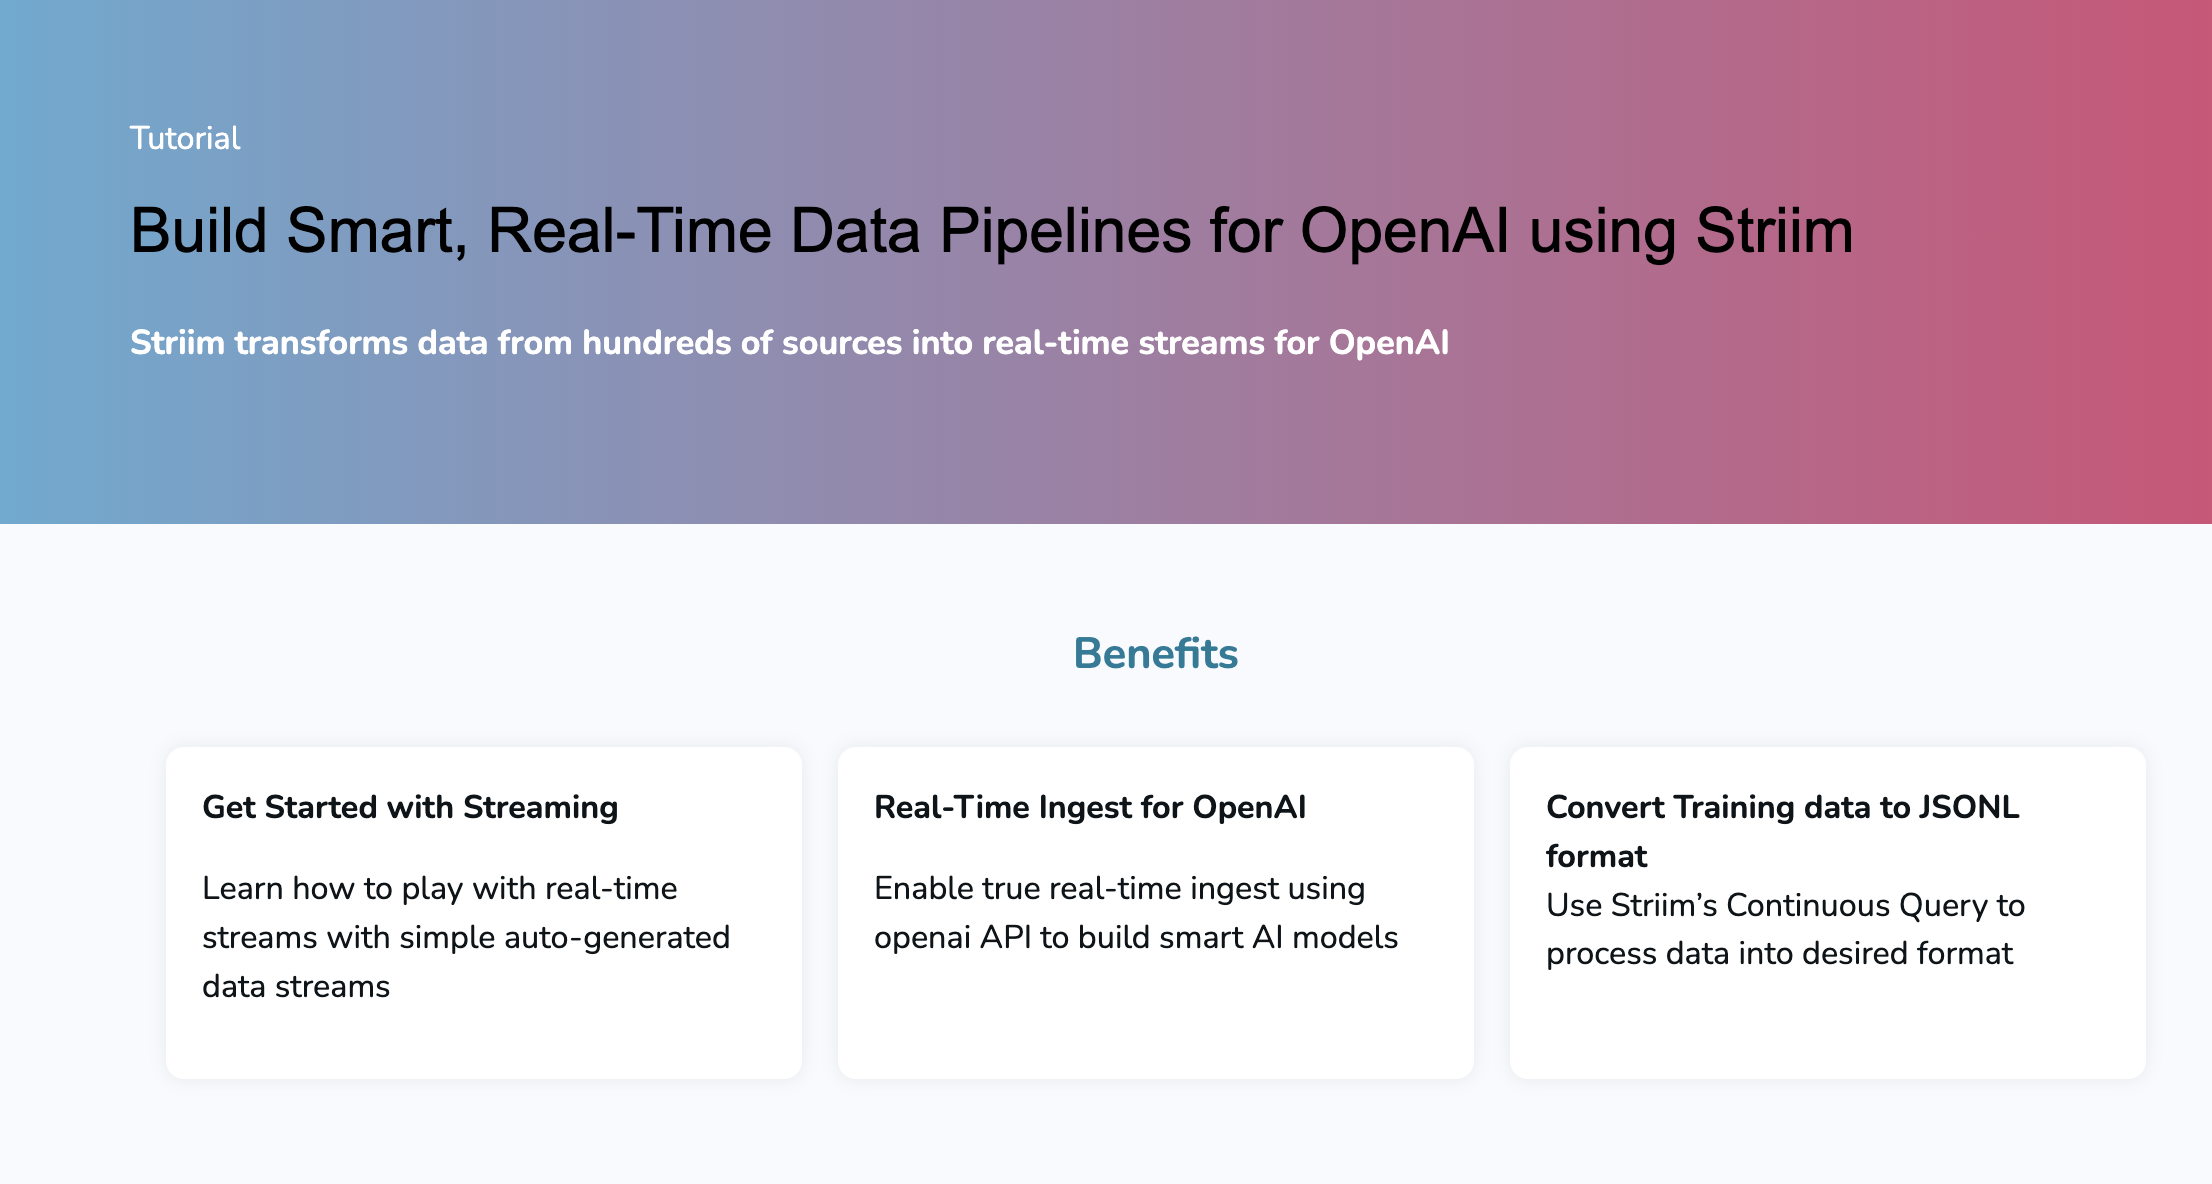 Tutorial
Build Smart, Real-Time Data Pipelines for OpenAI using Striim
Striim transforms data from hundreds of sources into real-time streams for OpenAI
Benefits
Get Started with Streaming
Learn how to play with real-time
streams with simple auto-generated
data streams
Real-Time Ingest for OpenAI
Enable true real-time ingest using
openai API to build smart AI models
Convert Training data to JSONL
format
Use Striim’s Continuous Query to
process data into desired format